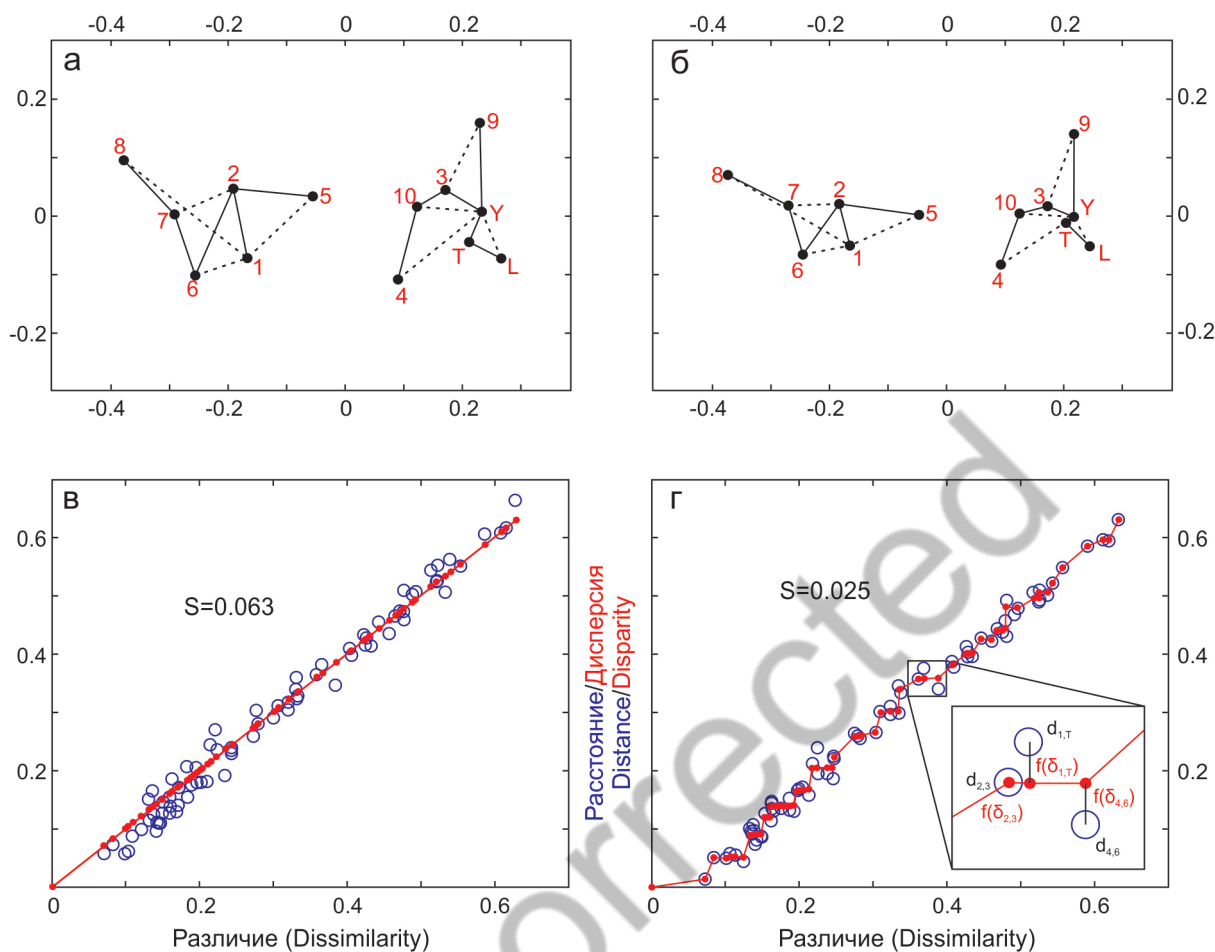 -0.4 -0.2 0 0.2
-0.4 -0.2 0 0.2
а
0.2
0
-0.2
8
7
2
5
6
1
9
3
10
Y
T
L
4
-0.4 -0.2 0 0.2
б
0.2
0
-0.2
8
7
2
5
6
1
9
3
10
Y
T
L
4
-0.4 -0.2 0 0.2
в
S=0.063
0.6
0.4
0.2
0
0 0.2 0.4 0.6
Различие (Dissimilarity)
Расстояние/Дисперсия
Distance/Disparity
г
S=0.025
0.6
0.4
0.2
d1,T
f(δ1,T)
d2,3
f(δ2,3)
f(δ4,6)
d4,6
0 0.2 0.4 0.6
Различие (Dissimilarity)
orrected